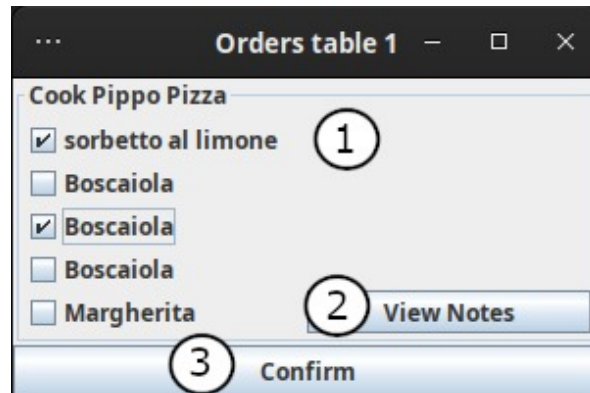 ... Orders table 1
Cook Pippo Pizza
sorbetto al limone 1
Boscaiola
Boscaiola
Boscaiola
Margherita 2 View Notes
3 Confirm